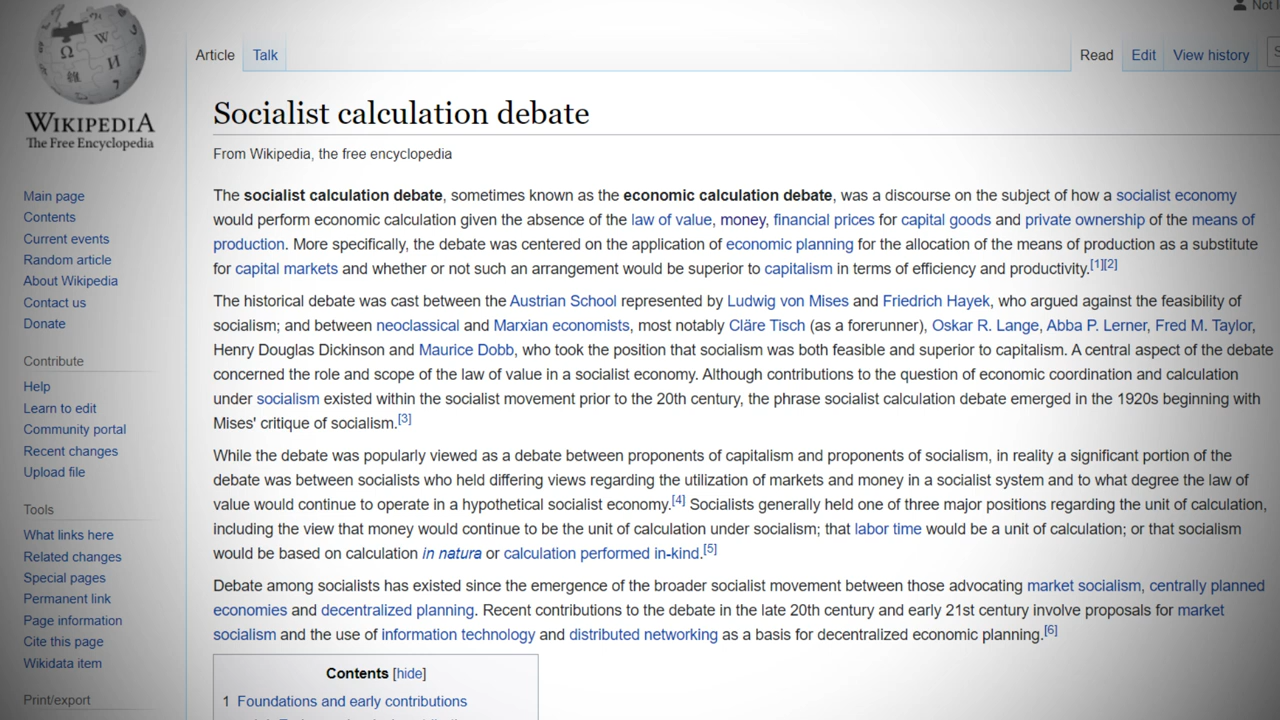 Not
Article
Talk
Read
Edit
View history
S
WIKIPEDIA
The Free Encyclopedia
Main page
Contents
Current events
Random article
About Wikipedia
Contact us
Donate
Contribute
Help
Learn to edit
Community portal
Recent changes
Upload file
Tools
What links here
Related changes
Special pages
Permanent link
Page information
Cite this page
Wikidata item
Print/export
Socialist calculation debate
From Wikipedia, the free encyclopedia
The socialist calculation debate, sometimes known as the economic calculation debate, was a discourse on the subject of how a socialist economy
would perform economic calculation given the absence of the law of value, money, financial prices for capital goods and private ownership of the means of
production. More specifically, the debate was centered on the application of economic planning for the allocation of the means of production as a substitute
for capital markets and whether or not such an arrangement would be superior to capitalism in terms of efficiency and productivity.[1][2]
The historical debate was cast between the Austrian School represented by Ludwig von Mises and Friedrich Hayek, who argued against the feasibility of
socialism; and between neoclassical and Marxian economists, most notably Cläre Tisch (as a forerunner), Oskar R. Lange, Abba P. Lerner, Fred M. Taylor,
Henry Douglas Dickinson and Maurice Dobb, who took the position that socialism was both feasible and superior to capitalism. A central aspect of the debate
concerned the role and scope of the law of value in a socialist economy. Although contributions to the question of economic coordination and calculation
under socialism existed within the socialist movement prior to the 20th century, the phrase socialist calculation debate emerged in the 1920s beginning with
Mises' critique of socialism.[3]
While the debate was popularly viewed as a debate between proponents of capitalism and proponents of socialism, in reality a significant portion of the
debate was between socialists who held differing views regarding the utilization of markets and money in a socialist system and to what degree the law of
value would continue to operate in a hypothetical socialist economy.[4] Socialists generally held one of three major positions regarding the unit of calculation,
including the view that money would continue to be the unit of calculation under socialism; that labor time would be a unit of calculation; or that socialism
would be based on calculation in natura or calculation performed in-kind.[5]
Debate among socialists has existed since the emergence of the broader socialist movement between those advocating market socialism, centrally planned
economies and decentralized planning. Recent contributions to the debate in the late 20th century and early 21st century involve proposals for market
socialism and the use of information technology and distributed networking as a basis for decentralized economic planning.[6]
Contents [hide]
1 Foundations and early contributions